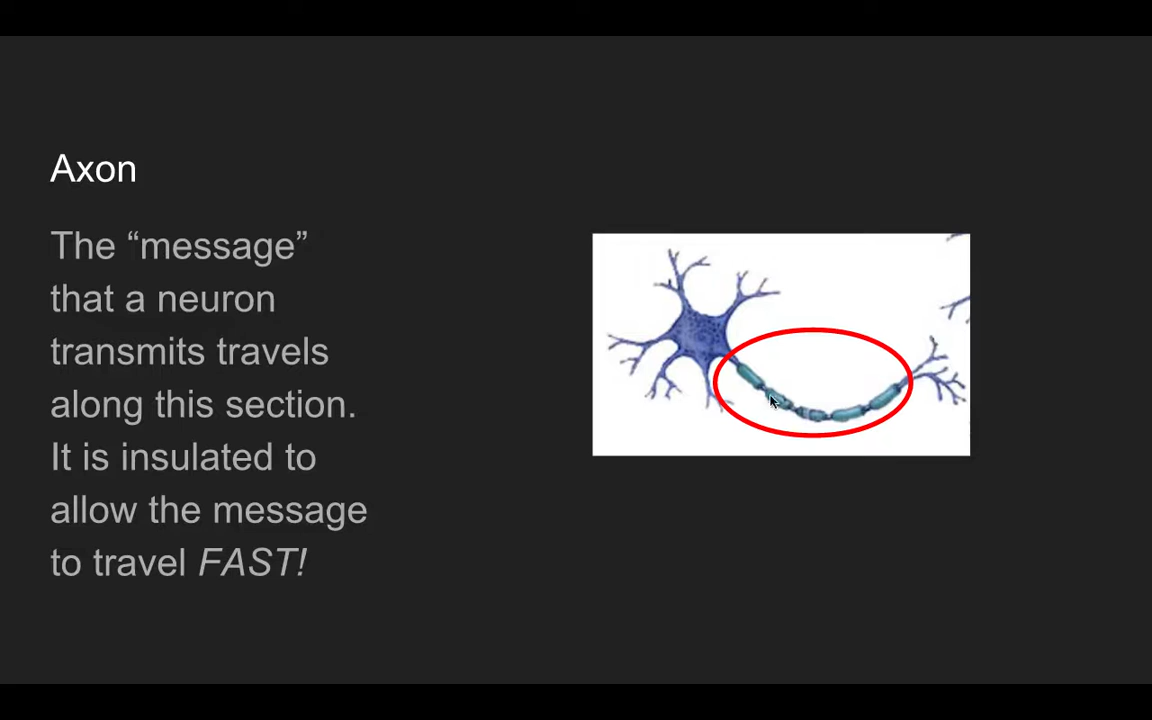 Axon
The “message”
that a neuron
transmits travels
along this section.
It is insulated to
allow the message
to travel FAST!